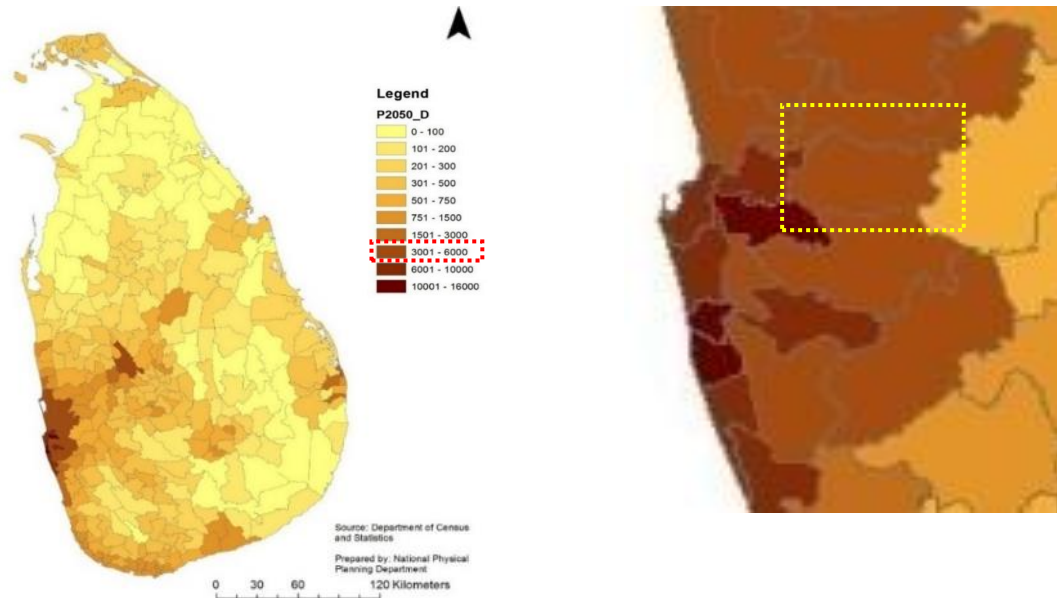 Legend
P2050_D
0 - 100
101 - 200
201 - 300
301 - 500
501 - 750
751 - 1500
1501 - 3000
3001 - 6000
6001 - 10000
10001 - 16000
Source: Department of Census
and Statistics
Prepared by: National Physical
Planning Department
0 30 60 120 Kilometers